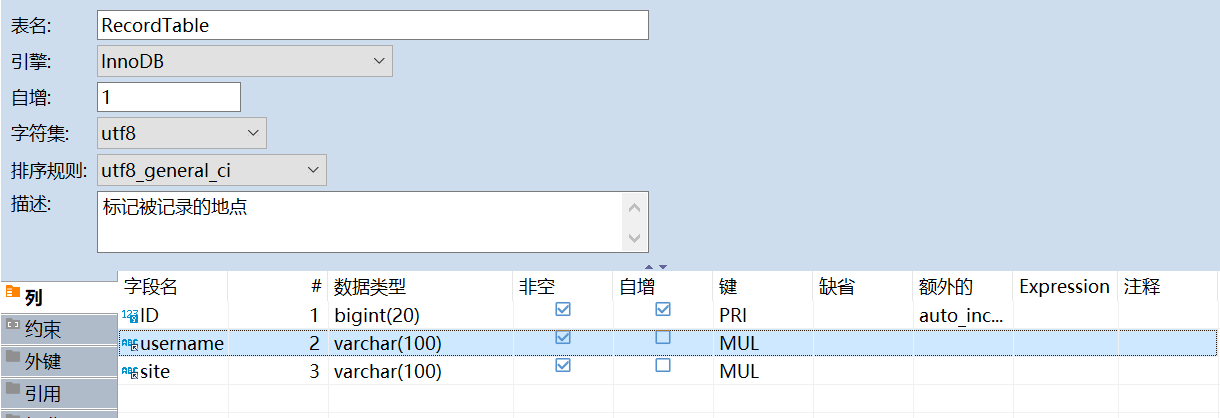 表名: RecordTable
引擎: InnoDB
自增: 1
字符集: utf8
排序规则: utf8_general_ci
描述: 标记被记录的地点
列
约束
外键
引用
字段名 # 数据类型 非空 自增 键 缺省 额外的 Expression 注释
123 ID 1 bigint(20) PRI auto_inc...
ABC username 2 varchar(100) MUL
ABC site 3 varchar(100) MUL